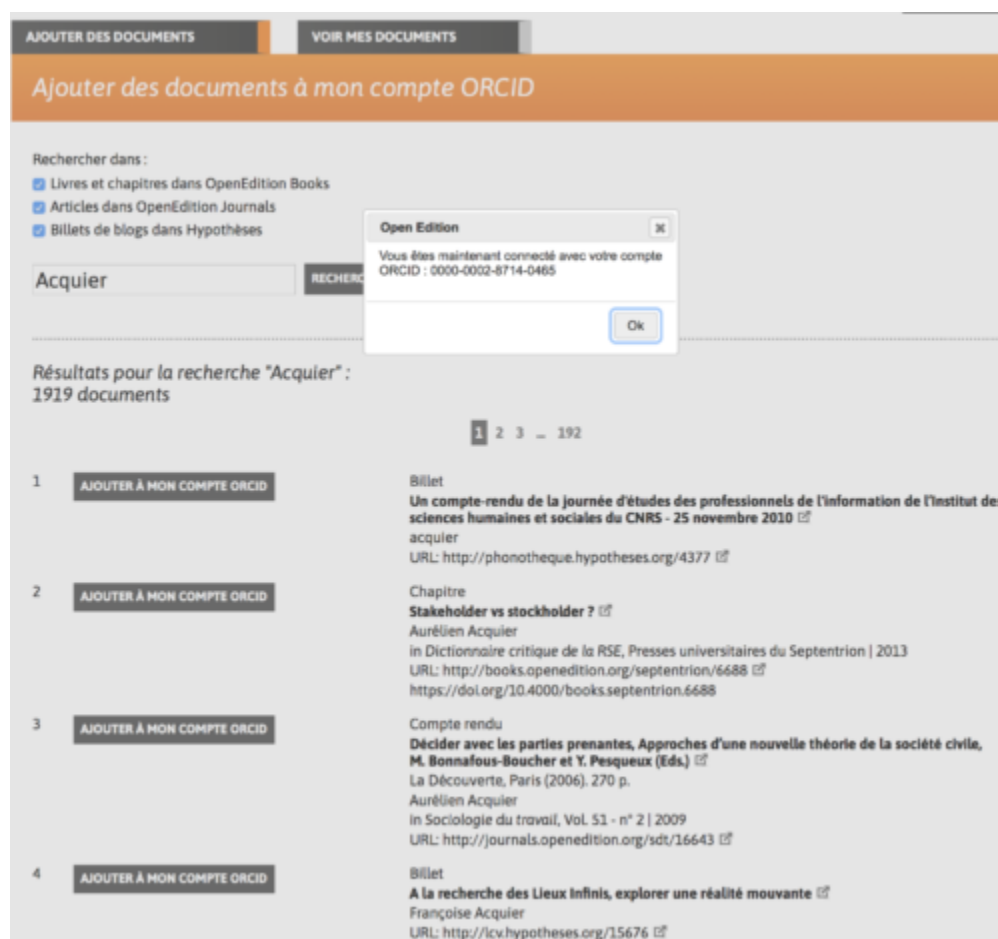 AJOUTER DES DOCUMENTS
VOIR MES DOCUMENTS
Ajouter des documents à mon compte ORCID
Rechercher dans :
Livres et chapitres dans OpenEdition Books
Articles dans OpenEdition Journals
Billets de blogs dans Hypothèses
Acquier
RECHERC
Open Edition
Vous êtes maintenant connecté avec votre compte
ORCID : 0000-0002-8714-0465
Ok
Résultats pour la recherche "Acquier" :
1919 documents
1 2 3 ... 192
1
AJOUTER À MON COMPTE ORCID
Billet
Un compte-rendu de la journée d'études des professionnels de l'information de l'Institut des
sciences humaines et sociales du CNRS - 25 novembre 2010
acquier
URL: http://phonotheque.hypotheses.org/4377
2
AJOUTER À MON COMPTE ORCID
Chapitre
Stakeholder vs stockholder ?
Aurélien Acquier
in Dictionnaire critique de la RSE, Presses universitaires du Septentrion | 2013
URL: http://books.openedition.org/septentrion/6688
https://doi.org/10.4000/books.septentrion.6688
3
AJOUTER À MON COMPTE ORCID
Compte rendu
Décider avec les parties prenantes, Approches d'une nouvelle théorie de la société civile,
M. Bonnafous-Boucher et Y. Pesqueux (Eds.)
La Découverte, Paris (2006). 270 p.
Aurélien Acquier
in Sociologie du travail, Vol. 51 - n° 2 | 2009
URL: http://journals.openedition.org/sdt/16643
4
AJOUTER À MON COMPTE ORCID
Billet
A la recherche des Lieux Infinis, explorer une réalité mouvante
Françoise Acquier
URL: http://lcv.hypotheses.org/15676